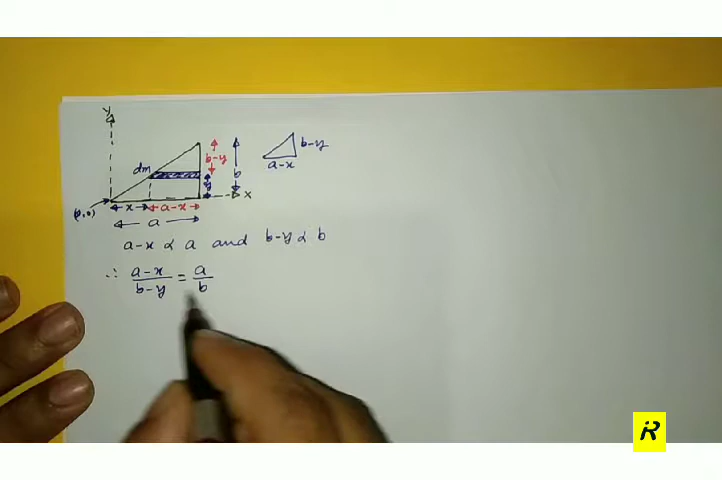 Y
dm
b-y
b
y
b-y
a-x
X
(0,0)
x
a-x
a
a-x ∝ a and b-y ∝ b
∴ a-x/b-y = a/b
R